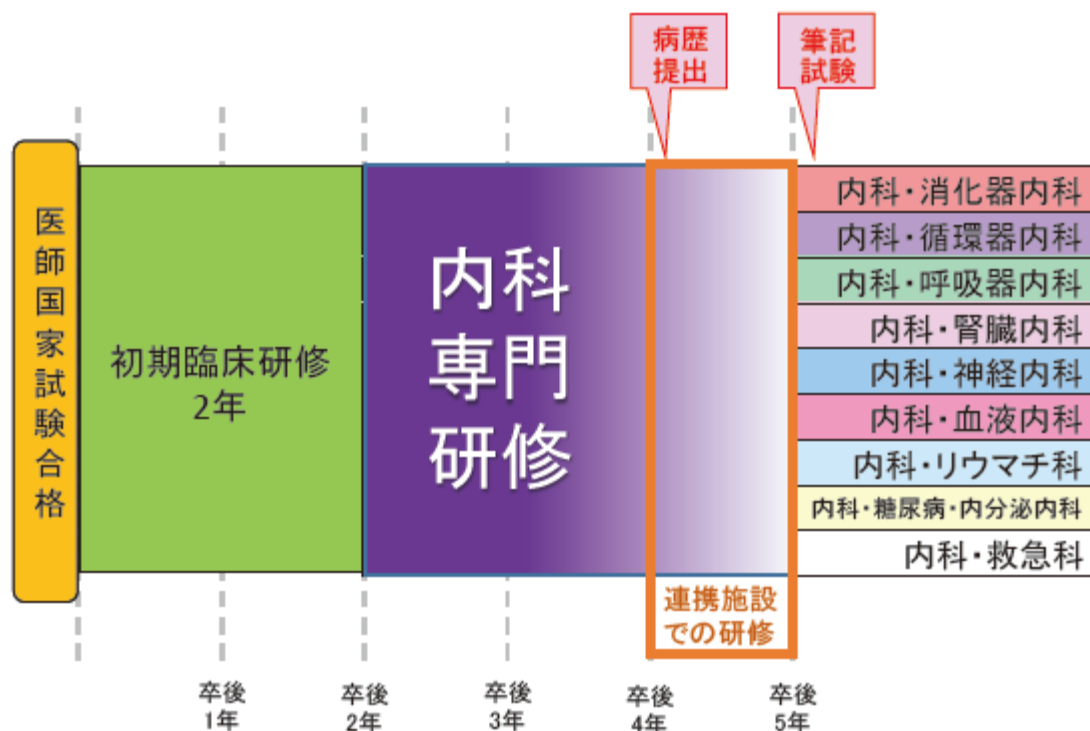 病歴
提出
筆記
試験
医師国家試験合格
初期臨床研修
2年
内科
専門
研修
内科・消化器内科
内科・循環器内科
内科・呼吸器内科
内科・腎臓内科
内科・神経内科
内科・血液内科
内科・リウマチ科
内科・糖尿病・内分泌内科
内科・救急科
連携施設
での研修
卒後
1年
卒後
2年
卒後
3年
卒後
4年
卒後
5年